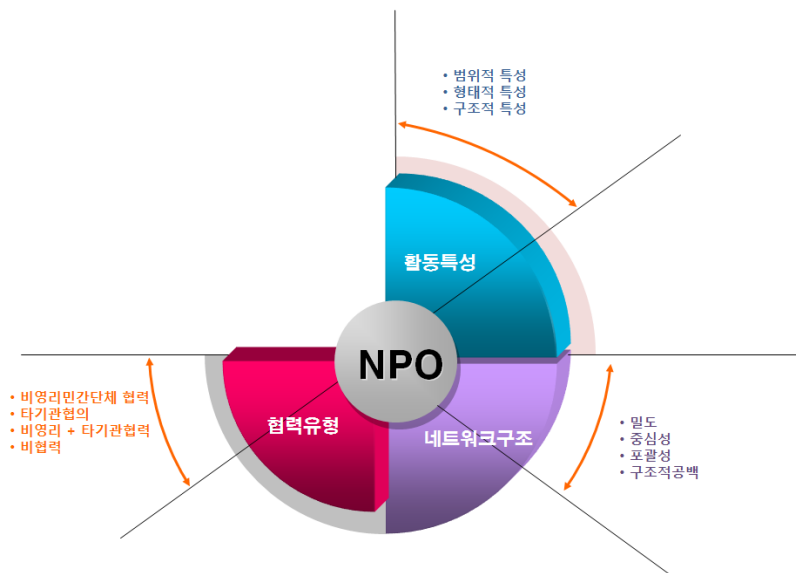 • 범위적 특성
• 형태적 특성
• 구조적 특성
활동특성
NPO
• 비영리민간단체 협력
• 타기관협의
• 비영리 + 타기관협력
• 비협력
협력유형
네트워크구조
• 밀도
• 중심성
• 포괄성
• 구조적공백